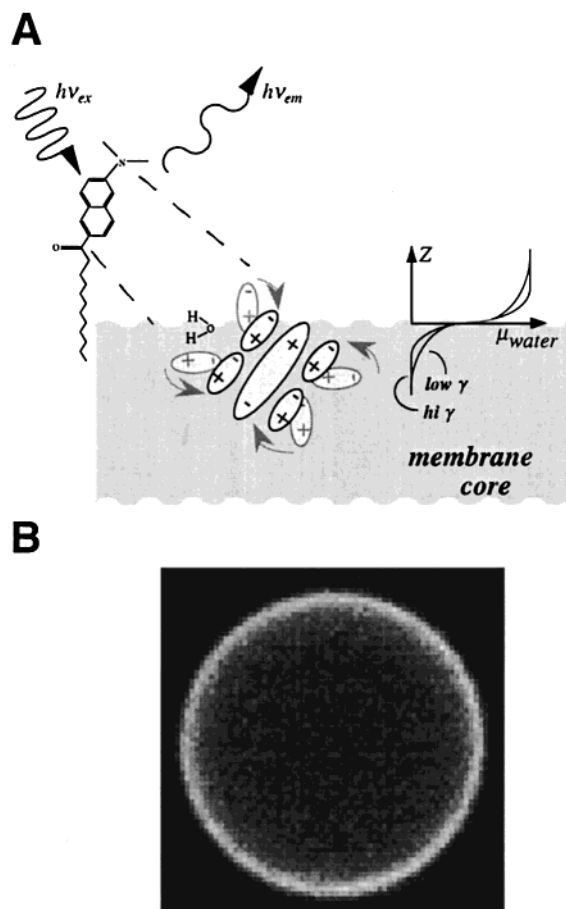 A
hν_ex
hν_em
N
O
H
O
H
Z
μ_water
low γ
hi γ
membrane
core
B